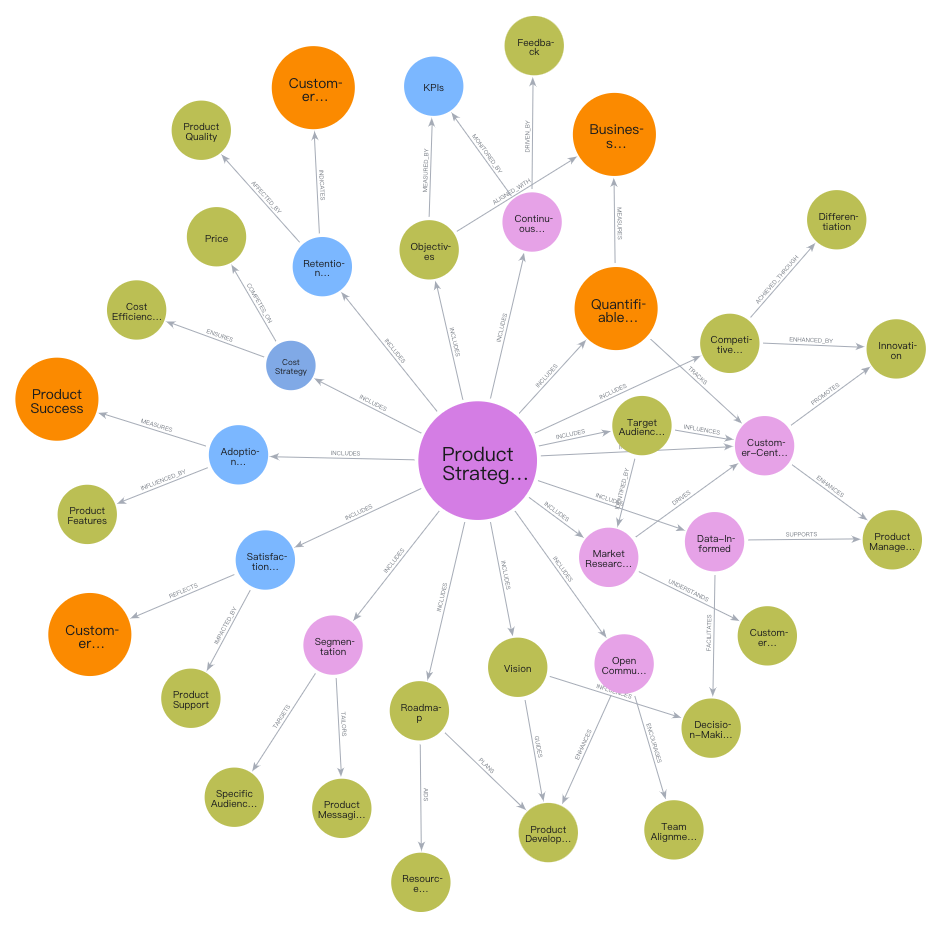 Feedba-
ck
Custom-
er...
KPIs
Product
Quality
Busines-
s...
DRIVEN_BY
MONITORED_BY
MEASURED_BY
INDICATES
AFFECTED_BY
ALIGNED_WITH
MEASURES
Differen-
tiation
Continu-
ous...
Price
Objectiv-
es
Retentio-
n...
ACHIEVED_THROUGH
Cost
Efficienc...
COMPETES_ON
Quantifi-
able...
ENSURES
INCLUDES
INCLUDES
INCLUDES
Competi-
tive...
ENHANCED_BY
Innovati-
on
Cost
Strategy
INCLUDES
TRACKS
INCLUDES
PROMOTES
Product
Success
INCLUDES
MEASURES
Target
Audienc...
INFLUENCES
INCLUDES
Custom-
er-Cent...
Adoptio-
n...
INCLUDES
Product
Strateg...
INFLUENCED_BY
ENHANCES
DRIVES
INCLUDES
Product
Features
INCLUDES
INCLUDES
Data-In-
formed
SUPPORTS
Product
Manage...
Satisfac-
tion...
INCLUDES
INCLUDES
INCLUDES
INCLUDES
Market
Researc...
REFLECTS
UNDERSTANDS
INCLUDES
IMPACTED_BY
FACILITATES
Custom-
er...
Custom-
er...
Segmen-
tation
Vision
Open
Commu...
Product
Support
TARGETS
TAILORS
Roadma-
p
Decisio-
n-Maki...
GUIDES
ENHANCES
ENCOURAGES
PLANS
AIDS
Specific
Audienc...
Product
Messagi...
Product
Develop...
Team
Alignme...
Resourc-
e...